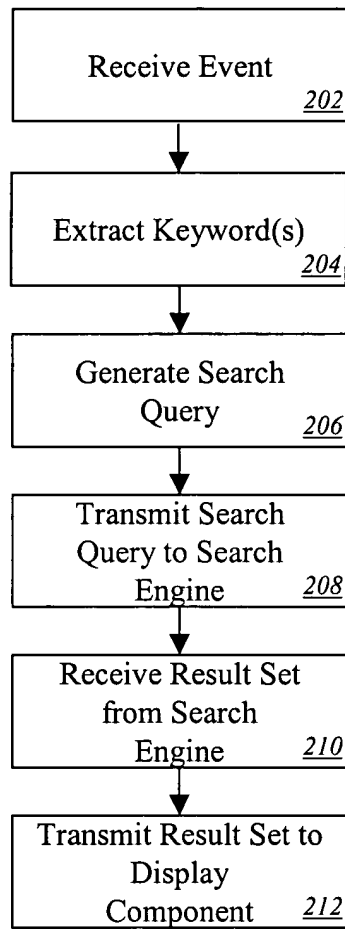 Receive Event
202
Extract Keyword(s)
204
Generate Search
Query
206
Transmit Search
Query to Search
Engine
208
Receive Result Set
from Search
Engine
210
Transmit Result Set to
Display
Component
212